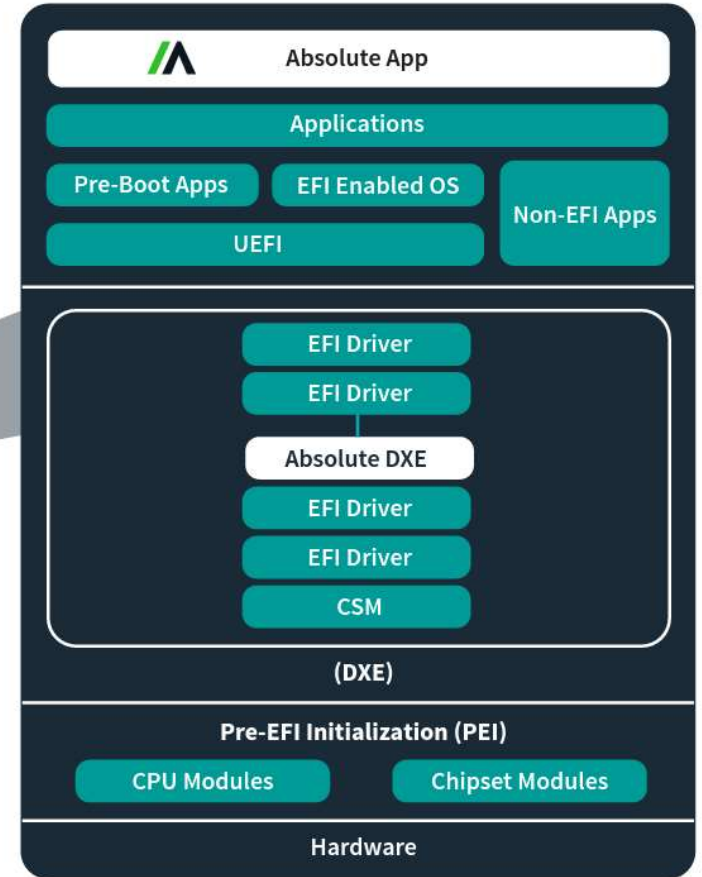 Absolute App
Applications
Pre-Boot Apps
EFI Enabled OS
Non-EFI Apps
UEFI
EFI Driver
EFI Driver
Absolute DXE
EFI Driver
EFI Driver
CSM
(DXE)
Pre-EFI Initialization (PEI)
CPU Modules
Chipset Modules
Hardware